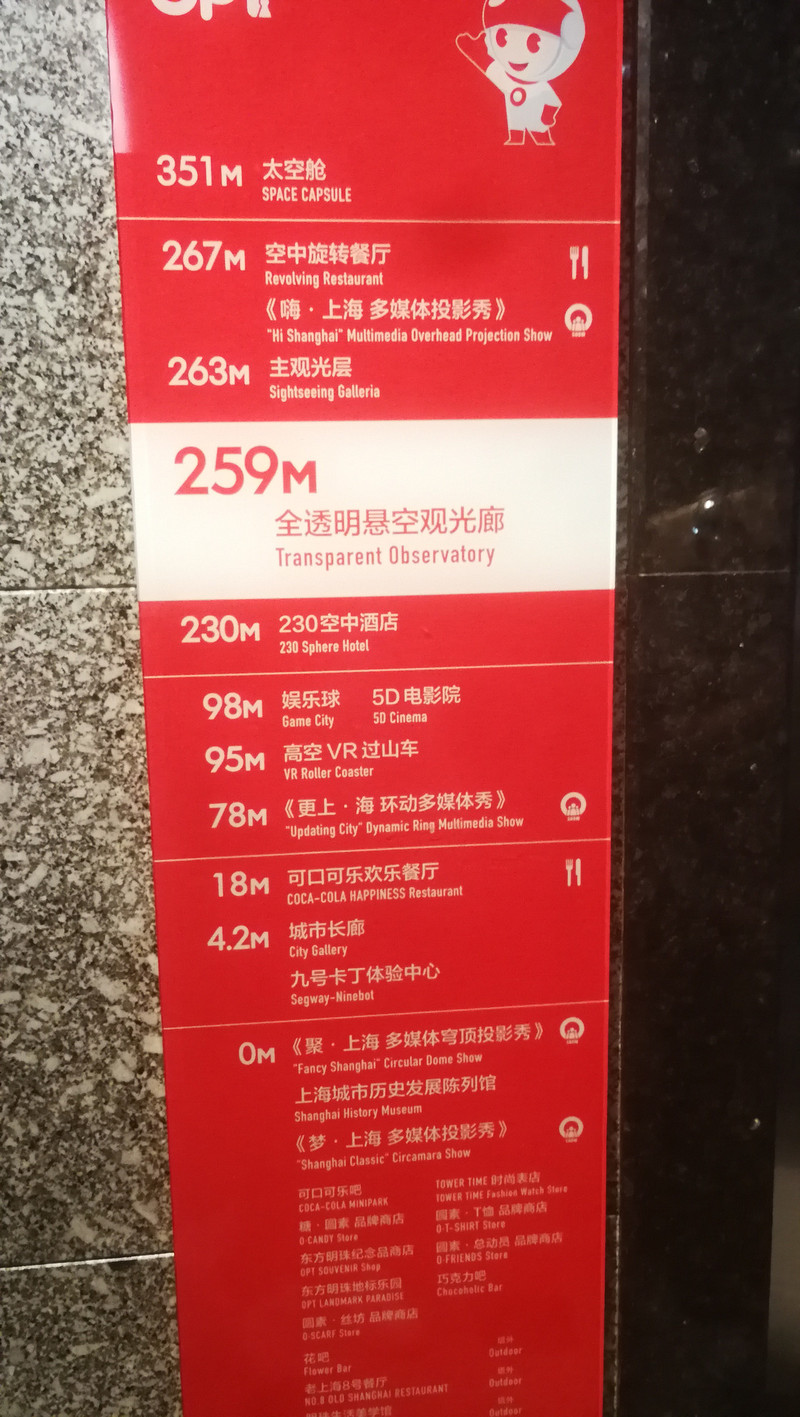 OPT
351M 太空舱
SPACE CAPSULE
267M 空中旋转餐厅
Revolving Restaurant
《嗨·上海 多媒体投影秀》
"Hi Shanghai" Multimedia Overhead Projection Show
263M 主观光层
Sightseeing Galleria
259M
全透明悬空观光廊
Transparent Observatory
230M 230空中酒店
230 Sphere Hotel
98M 娱乐球 5D电影院
Game City 5D Cinema
95M 高空VR过山车
VR Roller Coaster
78M 《更上·海 环动多媒体秀》
"Updating City" Dynamic Ring Multimedia Show
18M 可口可乐欢乐餐厅
COCA-COLA HAPPINESS Restaurant
4.2M 城市长廊
City Gallery
九号卡丁体验中心
Segway-Ninebot
0M 《聚·上海 多媒体穹顶投影秀》
"Fancy Shanghai" Circular Dome Show
上海城市历史发展陈列馆
Shanghai History Museum
《梦·上海 多媒体投影秀》
"Shanghai Classic" Circamara Show
可口可乐吧
COCA-COLA MINIPARK
糖·圆素 品牌商店
O·CANDY Store
东方明珠纪念品商店
OPT SOUVENIR Shop
东方明珠地标乐园
OPT LANDMARK PARADISE
圆素·丝坊 品牌商店
O·SCARF Store
花吧
Flower Bar
老上海8号餐厅
NO.8 OLD SHANGHAI RESTAURANT
明珠生活美学馆
TOWER TIME 时尚表店
TOWER TIME Fashion Watch Store
圆素·T恤 品牌商店
O·T-SHIRT Store
圆素·总动员 品牌商店
O·FRIENDS Store
巧克力吧
Chocoholic Bar
Outdoor
Outdoor
Outdoor